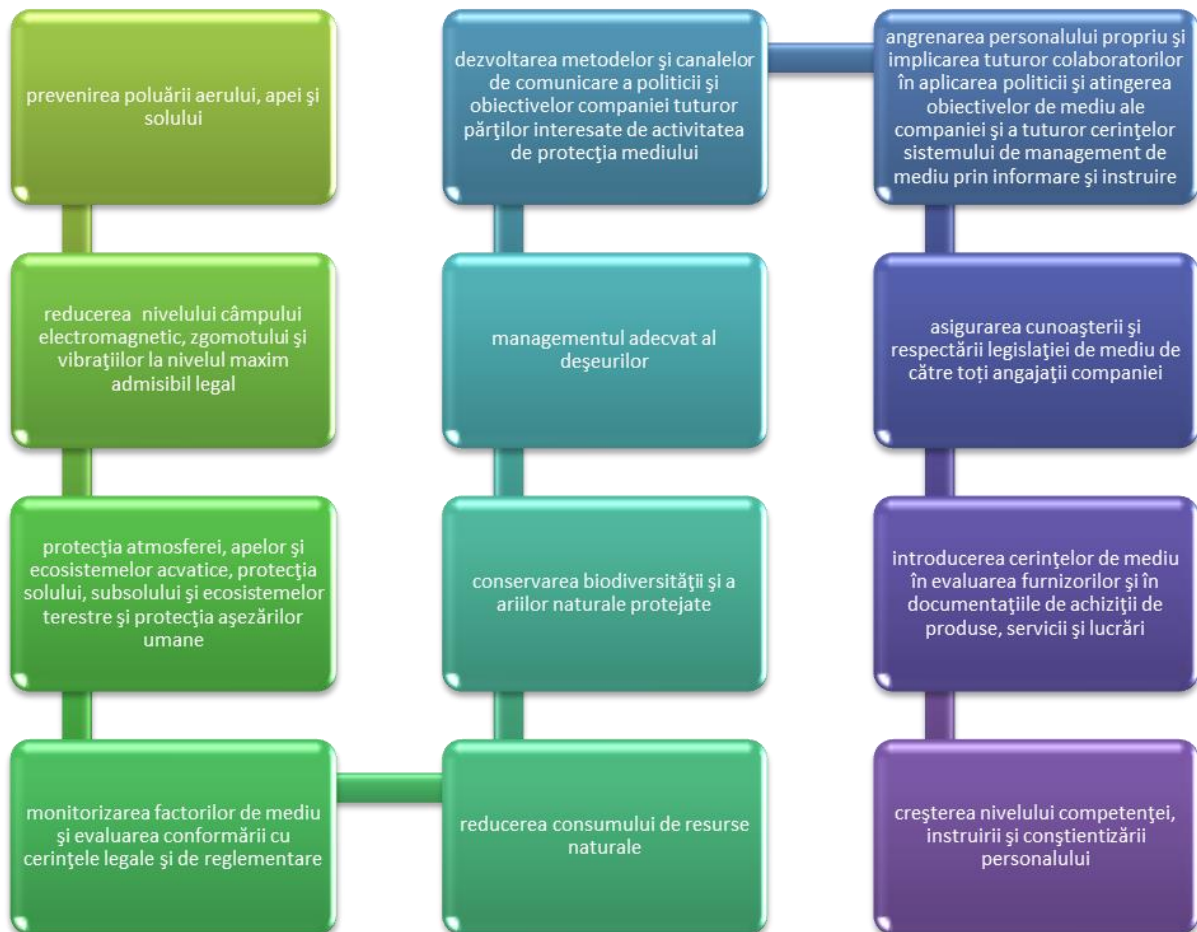 prevenirea poluării aerului, apei şi
solului
reducerea  nivelului câmpului
electromagnetic, zgomotului şi
vibraţiilor la nivelul maxim
admisibil legal
protecţia atmosferei, apelor şi
ecosistemelor acvatice, protecţia
solului, subsolului şi ecosistemelor
terestre şi protecţia aşezărilor
umane
monitorizarea factorilor de mediu
şi evaluarea conformării cu
cerinţele legale şi de reglementare
reducerea consumului de resurse
naturale
conservarea biodiversităţii şi a
ariilor naturale protejate
managementul adecvat al
deşeurilor
dezvoltarea metodelor şi canalelor
de comunicare a politicii şi
obiectivelor companiei tuturor
părţilor interesate de activitatea
de protecţia mediului
angrenarea personalului propriu şi
implicarea tuturor colaboratorilor
în aplicarea politicii şi atingerea
obiectivelor de mediu ale
companiei şi a tuturor cerinţelor
sistemului de management de
mediu prin informare şi instruire
asigurarea cunoaşterii şi
respectării legislaţiei de mediu de
către toți angajaţii companiei
introducerea cerinţelor de mediu
în evaluarea furnizorilor şi în
documentaţiile de achiziţii de
produse, servicii şi lucrări
creşterea nivelului competenţei,
instruirii şi conştientizării
personalului